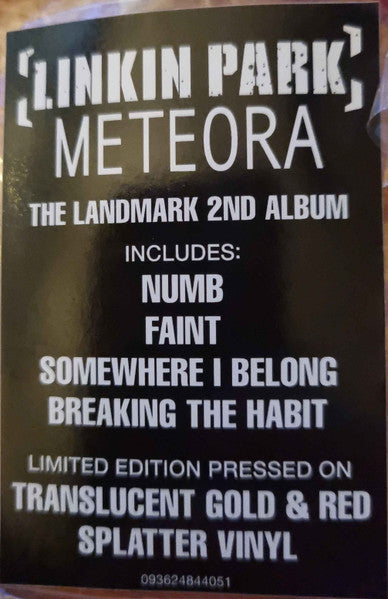 [LINKIN PARK]
METEORA
THE LANDMARK 2ND ALBUM
INCLUDES:
NUMB
FAINT
SOMEWHERE I BELONG
BREAKING THE HABIT
LIMITED EDITION PRESSED ON
TRANSLUCENT GOLD & RED
SPLATTER VINYL
093624844051